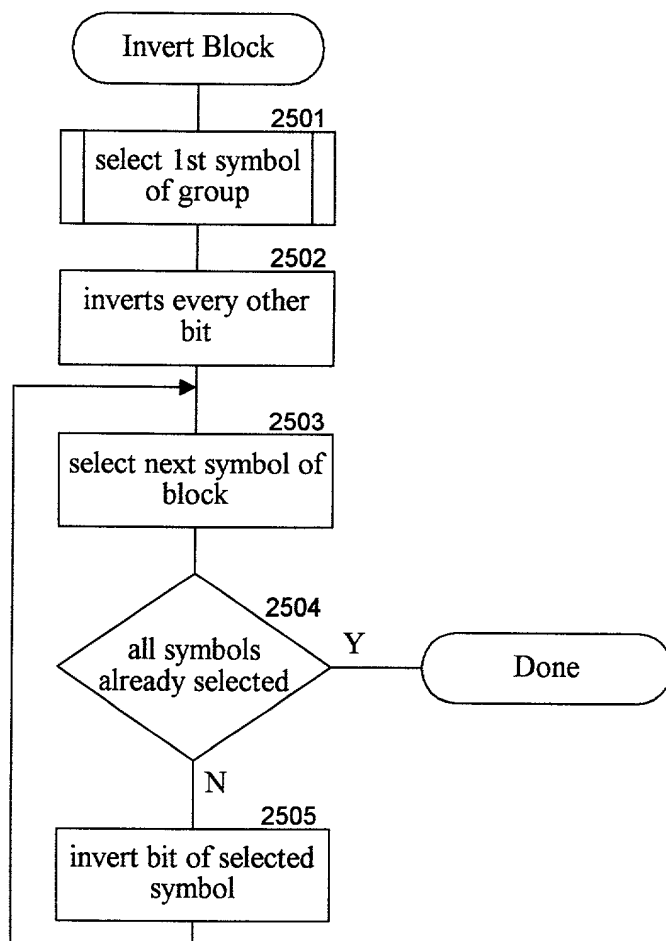 Invert Block
2501
select 1st symbol
of group
2502
inverts every other
bit
2503
select next symbol of
block
2504
all symbols
already selected
Y
Done
N
2505
invert bit of selected
symbol